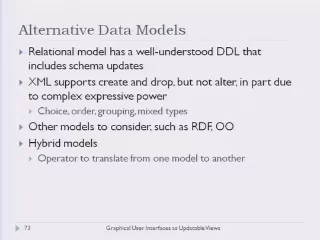 Alternative Data Models
Relational model has a well-understood DDL that
includes schema updates
XML supports create and drop, but not alter, in part due
to complex expressive power
Choice, order, grouping, mixed types
Other models to consider, such as RDF, OO
Hybrid models
Operator to translate from one model to another
73 Graphical User Interfaces as Updatable Views